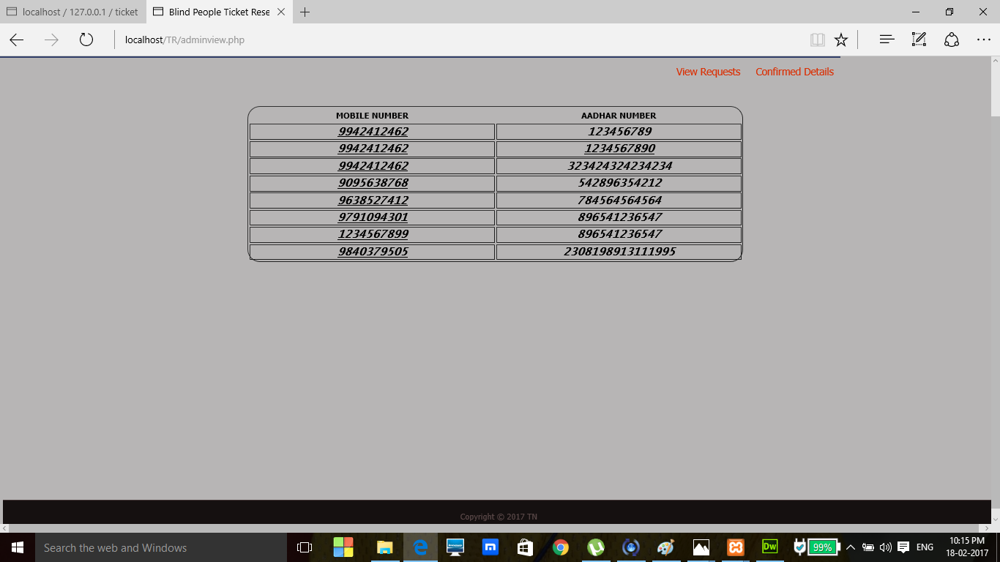 localhost / 127.0.0.1 / ticket
Blind People Ticket Rese
localhost/TR/adminview.php
View Requests Confirmed Details
MOBILE NUMBER AADHAR NUMBER
9942412462 123456789
9942412462 1234567890
9942412462 323424324234234
9095638768 542896354212
9638527412 784564564564
9791094301 896541236547
1234567899 896541236547
9840379505 2308198913111995
Copyright © 2017 TN
Search the web and Windows
Dw
99%
ENG
10:15 PM
18-02-2017